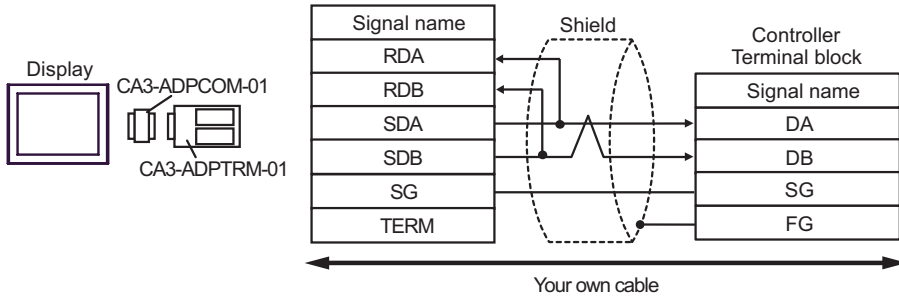 Display
CA3-ADPCOM-01
CA3-ADPTRM-01
Signal name
RDA
RDB
SDA
SDB
SG
TERM
Shield
Controller
Terminal block
Signal name
DA
DB
SG
FG
Your own cable